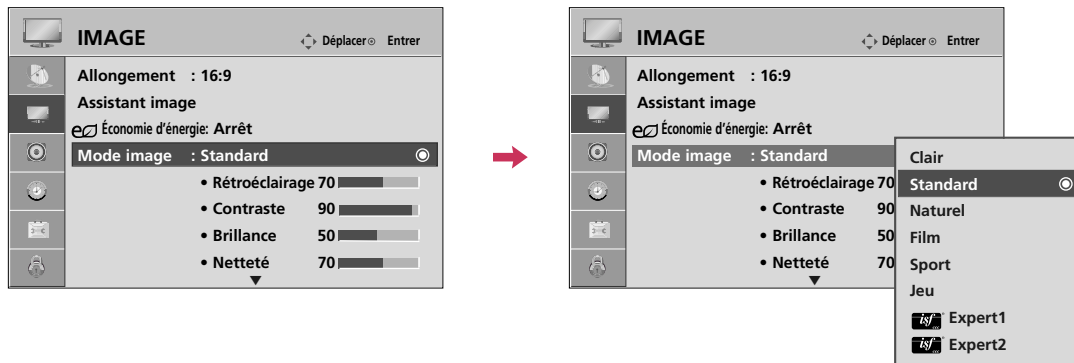 IMAGE
Déplacer Entrer
Allongement : 16:9
Assistant image
Économie d'énergie: Arrêt
Mode image : Standard
• Rétroéclairage 70
• Contraste 90
• Brillance 50
• Netteté 70
IMAGE
Déplacer Entrer
Allongement : 16:9
Assistant image
Économie d'énergie: Arrêt
Mode image : Standard
• Rétroéclairage 70
• Contraste 90
• Brillance 50
• Netteté 70
Clair
Standard
Naturel
Film
Sport
Jeu
isf Expert1
isf Expert2